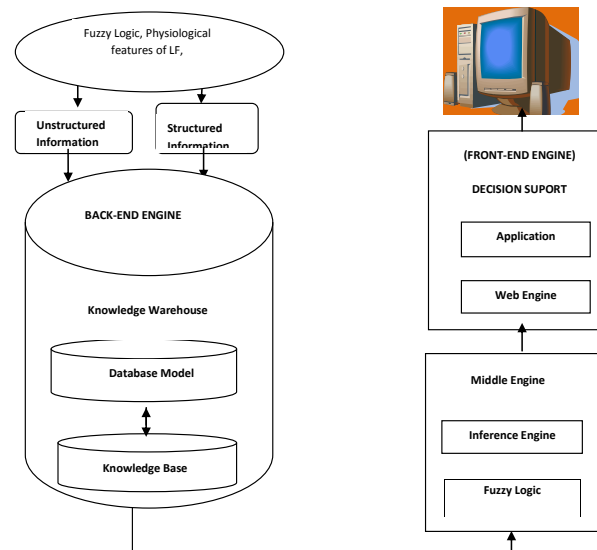 Fuzzy Logic, Physiological
features of LF,
Unstructured
Information
Structured
Information
BACK-END ENGINE
Knowledge Warehouse
Database Model
Knowledge Base
(FRONT-END ENGINE)
DECISION SUPORT
Application
Web Engine
Middle Engine
Inference Engine
Fuzzy Logic